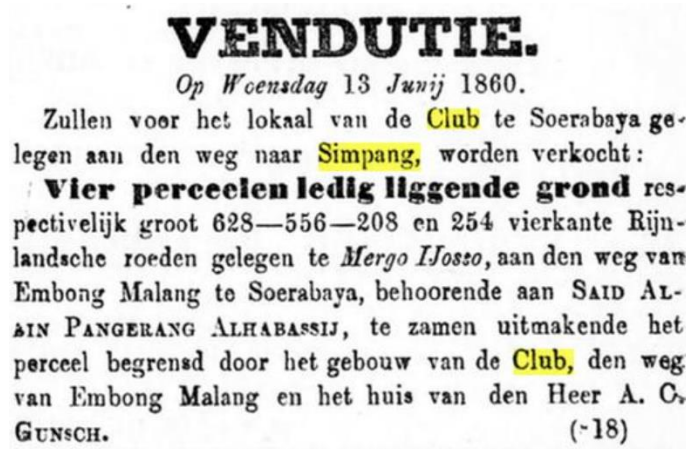 VENDUTIE.
Op Woensdag 13 Junij 1860.
Zullen voor het lokaal van de Club te Soerabaya ge-
legen aan den weg naar Simpang, worden verkocht:
Vier perceelen ledig liggende grond res-
pectivelijk groot 628—556—208 en 254 vierkante Rijn-
landsche roeden gelegen te Mergo IJosso, aan den weg van
Embong Malang te Soerabaya, behoorende aan SAID AL-
AIN PANGERANG ALHABASSIJ, te zamen uitmakende het
perceel begrensd door het gebouw van de Club, den weg
van Embong Malang en het huis van den Heer A. C.
GUNSCH. (-18)